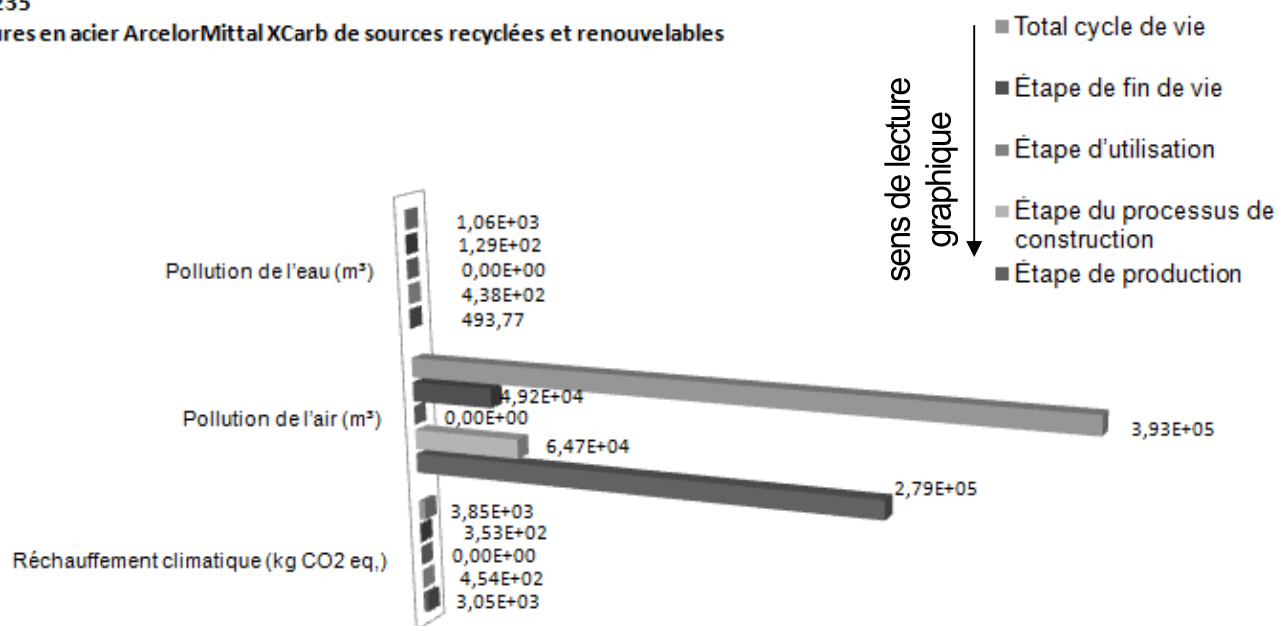 en acier ArcelorMittal XCarb de sources recyclées et renouvelables
Total cycle de vie
Étape de fin de vie
Étape d'utilisation
Étape du processus de
construction
Étape de production
sens de lecture
graphique
Pollution de l'eau (m³)
1,06E+03
1,29E+02
0,00E+00
4,38E+02
493,77
Pollution de l'air (m³)
3,93E+05
4,92E+04
0,00E+00
6,47E+04
2,79E+05
Réchauffement climatique (kg CO2 eq,)
3,85E+03
3,53E+02
0,00E+00
4,54E+02
3,05E+03